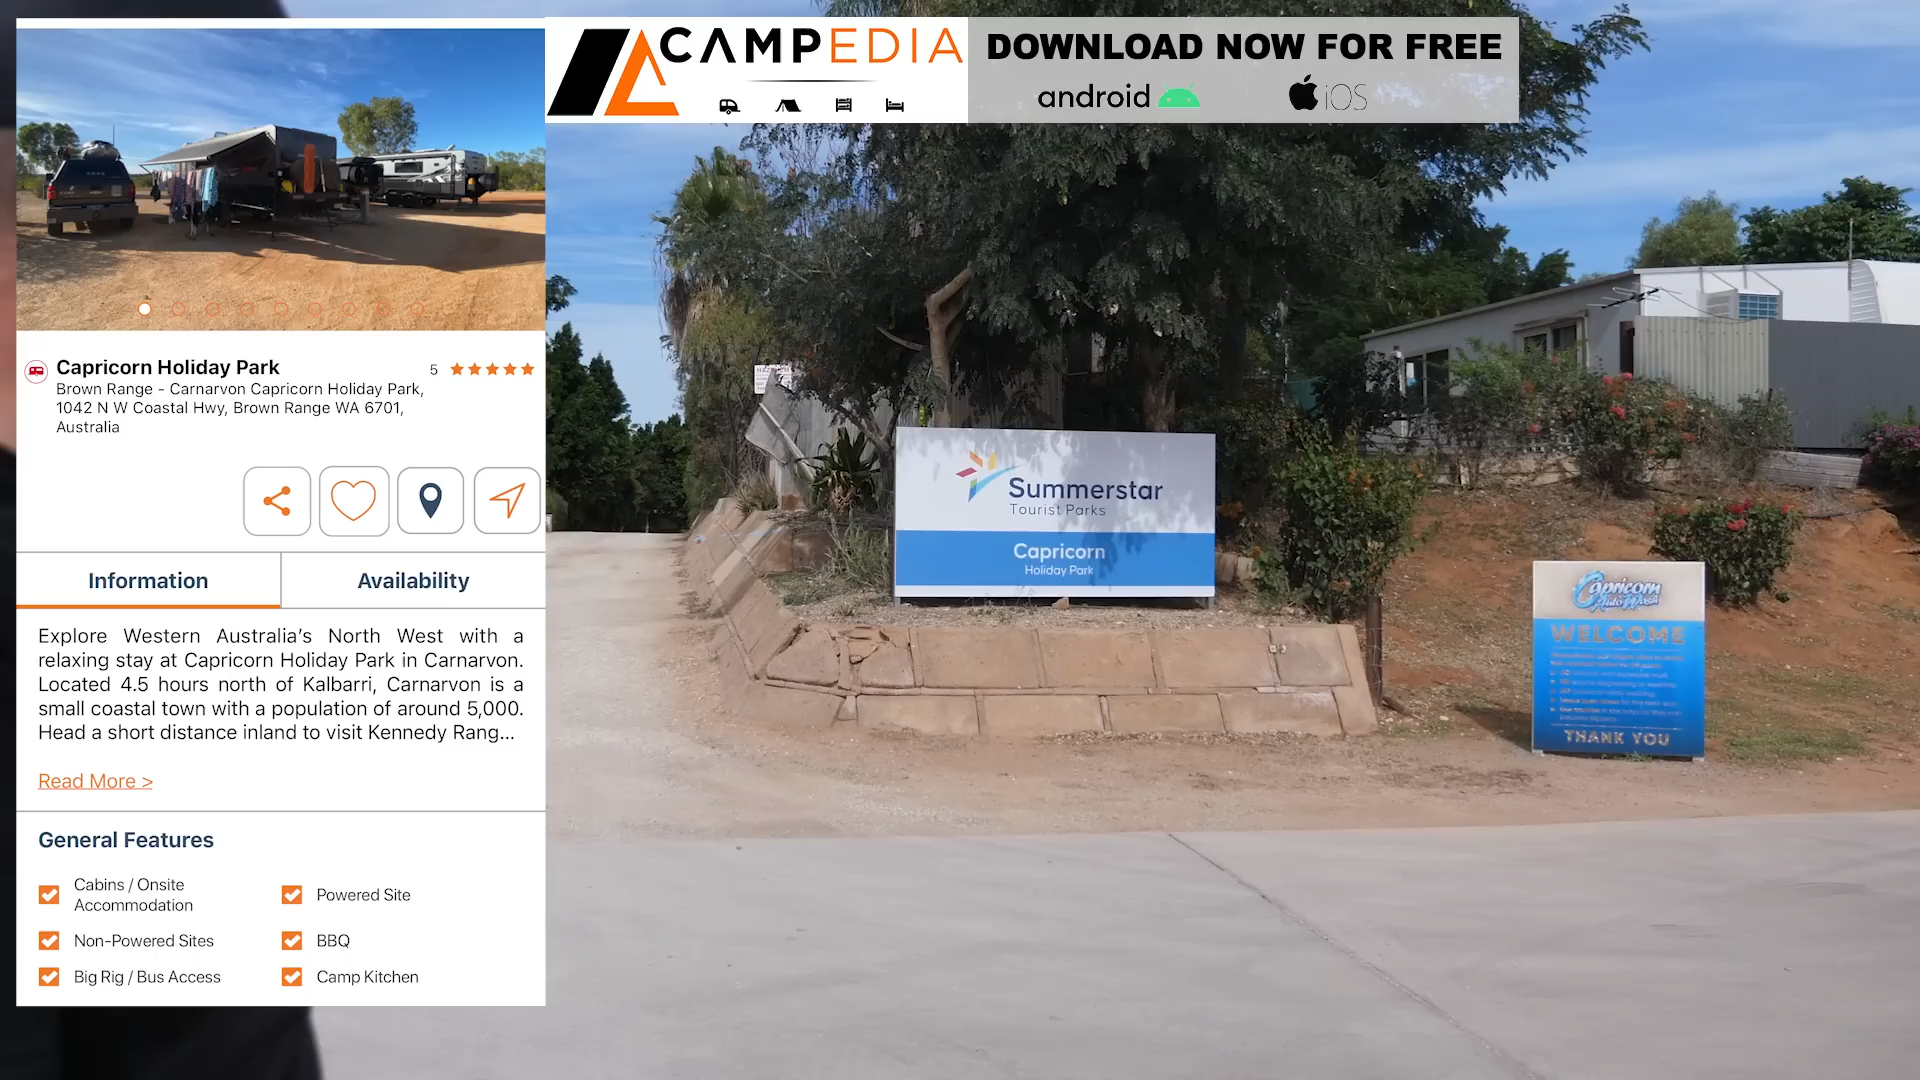 CAMPEDIA
DOWNLOAD NOW FOR FREE
android
iOS
Capricorn Holiday Park
5
Brown Range - Carnarvon Capricorn Holiday Park,
1042 N W Coastal Hwy, Brown Range WA 6701,
Australia
Information
Availability
Explore Western Australia’s North West with a
relaxing stay at Capricorn Holiday Park in Carnarvon.
Located 4.5 hours north of Kalbarri, Carnarvon is a
small coastal town with a population of around 5,000.
Head a short distance inland to visit Kennedy Rang...
Read More >
General Features
Cabins / Onsite
Accommodation
Powered Site
Non-Powered Sites
BBQ
Big Rig / Bus Access
Camp Kitchen
Summerstar
Tourist Parks
Capricorn
Holiday Park
Capricorn
Auto Wash
WELCOME
THANK YOU